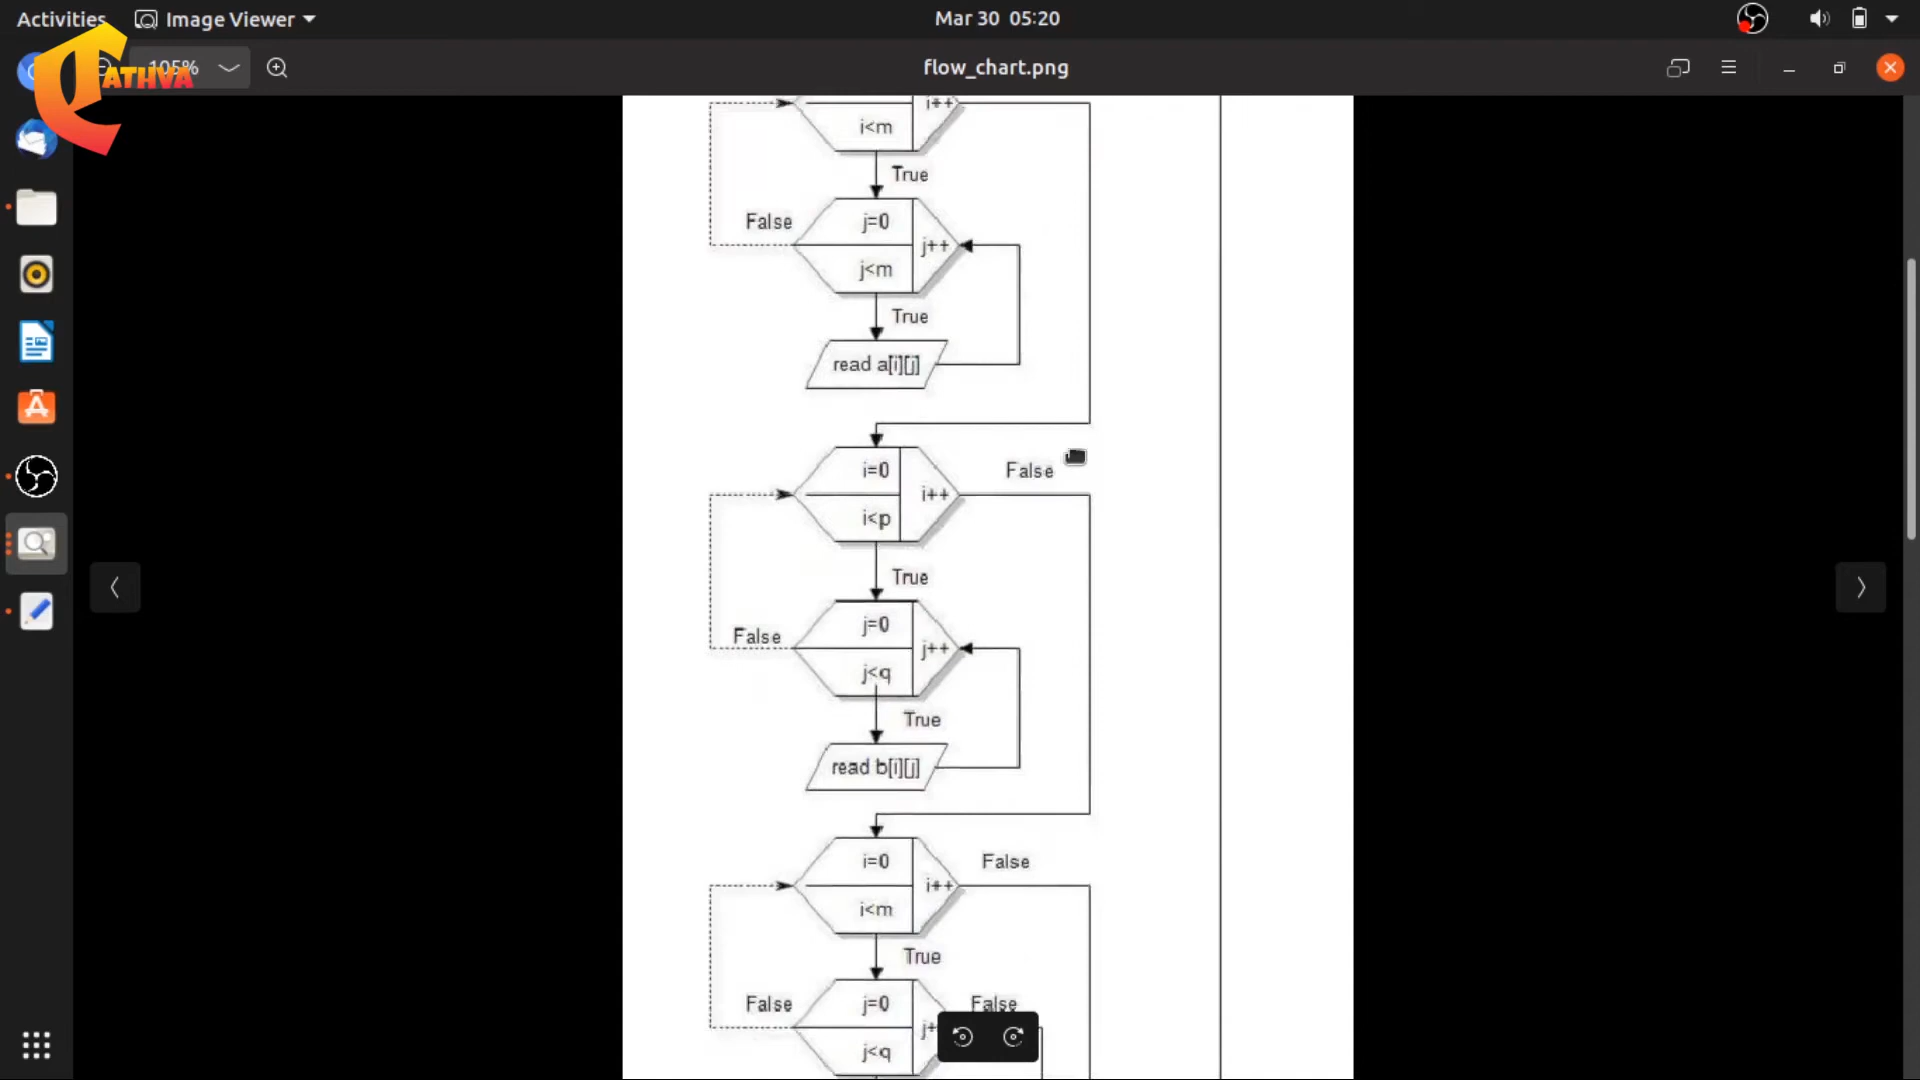 Activities
Image Viewer
Mar 30 05:20
105%
flow_chart.png
CATHVA
i++
i<m
True
False
j=0
j++
j<m
True
read a[i][j]
i=0
False
i++
i<p
True
j=0
False
j++
j<q
True
read b[i][j]
i=0
False
i++
i<m
True
False
j=0
False
j+
j<q